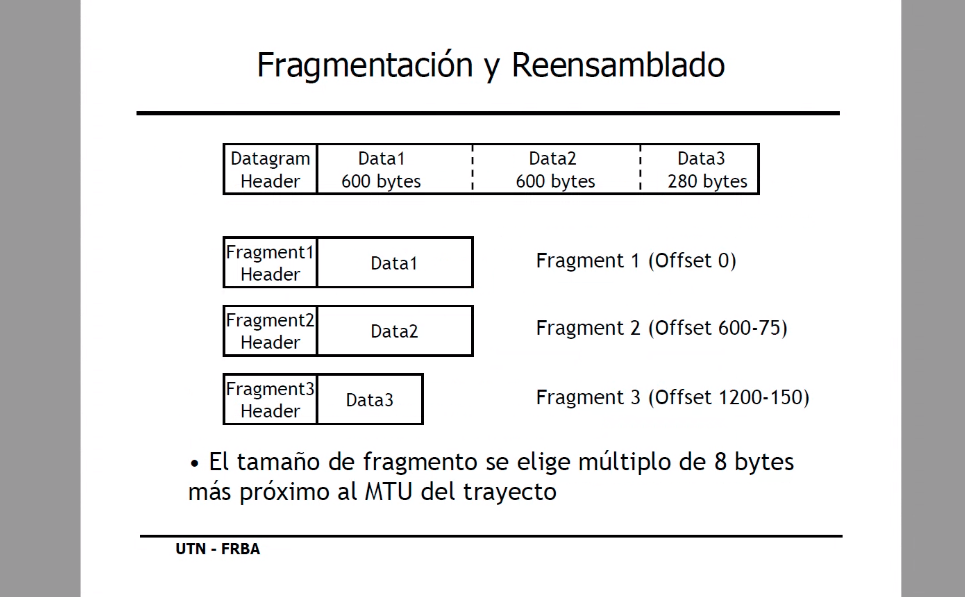 Fragmentación y Reensamblado
Datagram Header
Data1 600 bytes
Data2 600 bytes
Data3 280 bytes
Fragment1 Header
Data1
Fragment 1 (Offset 0)
Fragment2 Header
Data2
Fragment 2 (Offset 600-75)
Fragment3 Header
Data3
Fragment 3 (Offset 1200-150)
• El tamaño de fragmento se elige múltiplo de 8 bytes
más próximo al MTU del trayecto
UTN - FRBA